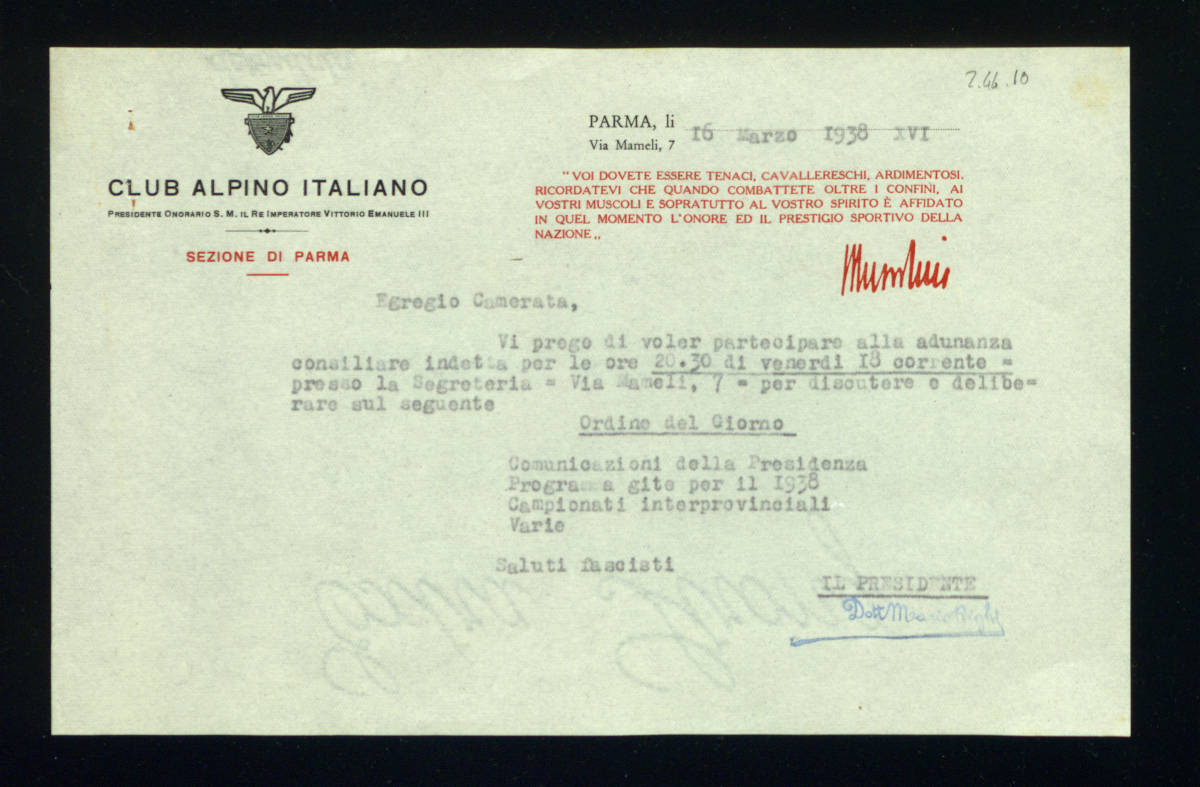 2.46.10
CLUB ALPINO ITALIANO
PRESIDENTE ONORARIO S. M. IL RE IMPERATORE VITTORIO EMANUELE III
SEZIONE DI PARMA
PARMA, li 16 Marzo 1938 XVI
Via Mameli, 7
"VOI DOVETE ESSERE TENACI, CAVALLERESCHI, ARDIMENTOSI.
RICORDATEVI CHE QUANDO COMBATTETE OLTRE I CONFINI, AI
VOSTRI MUSCOLI E SOPRATUTTO AL VOSTRO SPIRITO È AFFIDATO
IN QUEL MOMENTO L'ONORE ED IL PRESTIGIO SPORTIVO DELLA
NAZIONE„
Mussolini
Egregio Camerata,
Vi prego di voler partecipare alla adunanza
consiliare indetta per le ore 20.30 di venerdi 18 corrente =
presso la Segreteria = Via Mameli, 7 = per discutere e delibe=
rare sul seguente
Ordine del Giorno
Comunicazioni della Presidenza
Programma gite per il 1938
Campionati interprovinciali
Varie
Saluti fascisti
IL PRESIDENTE
Dott Mario